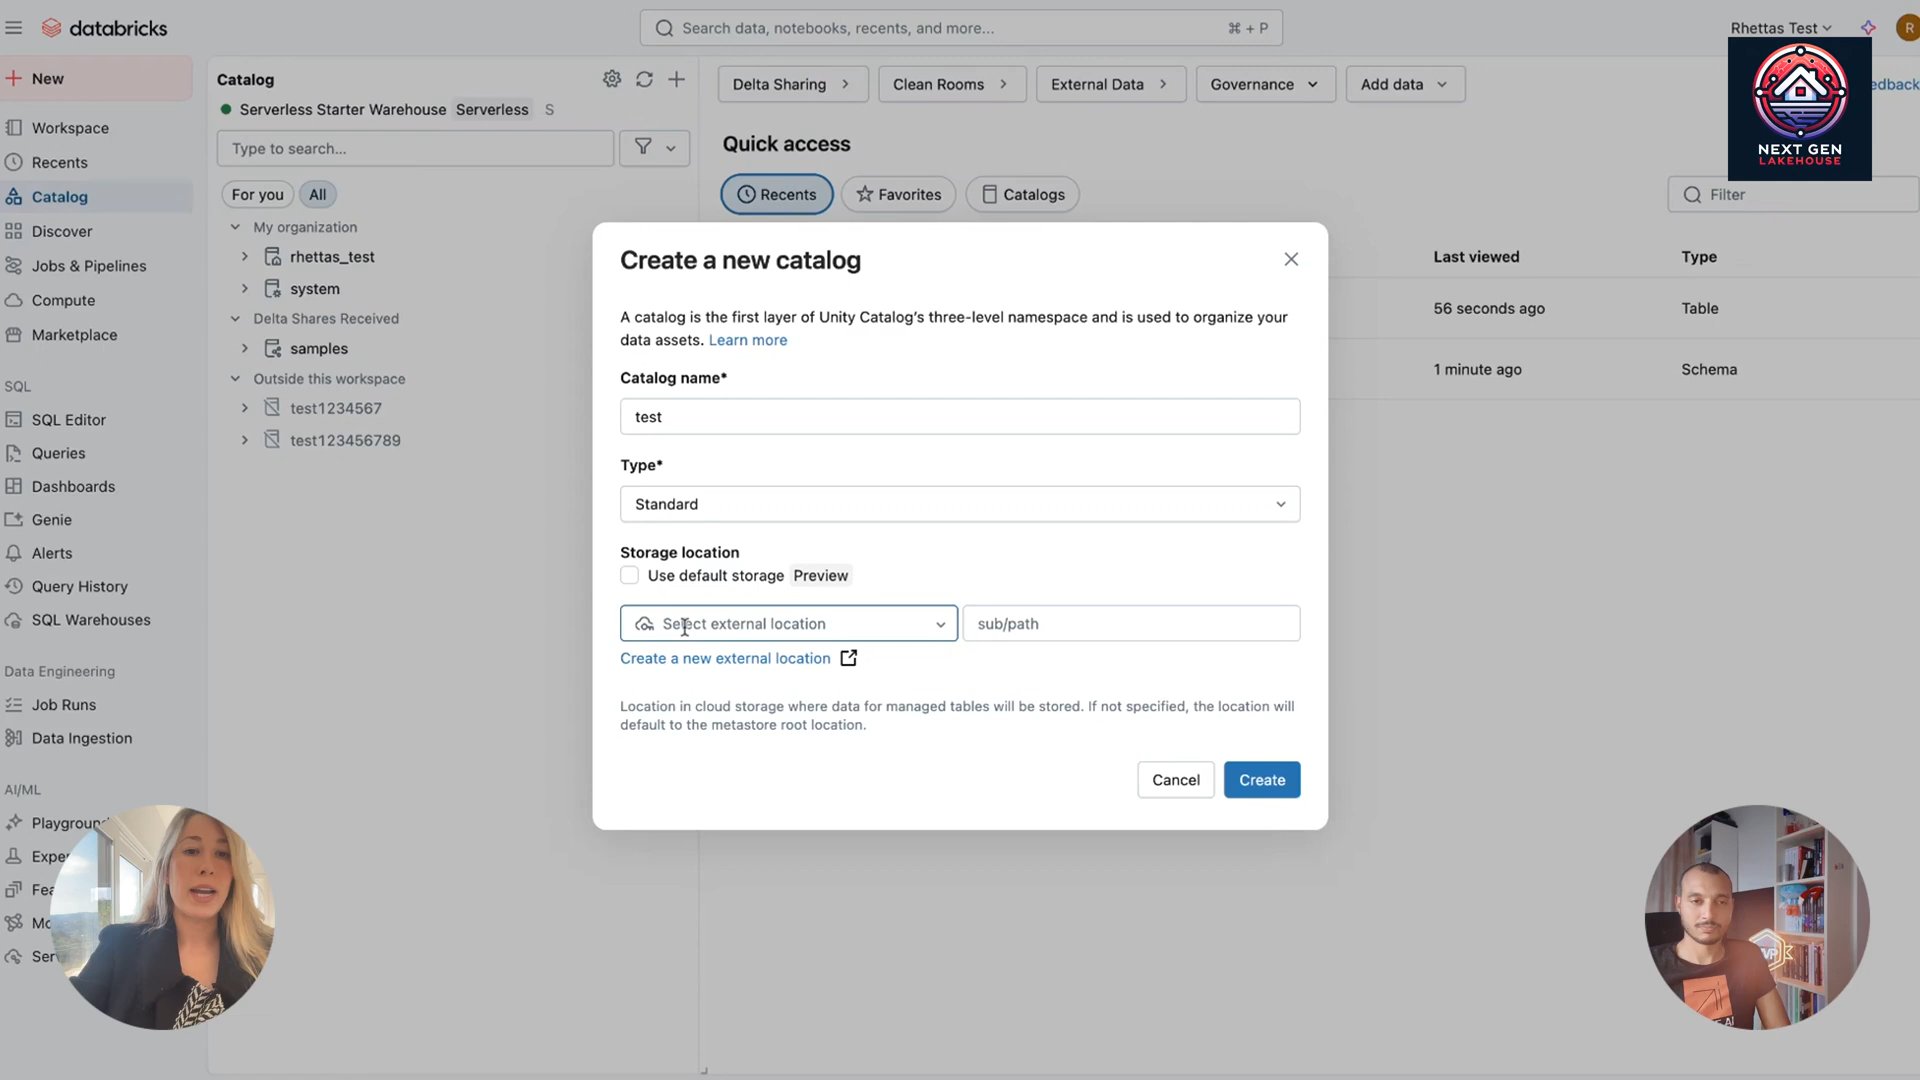 databricks
Search data, notebooks, recents, and more...
⌘ + P
Rhettas Test
R
New
Workspace
Recents
Catalog
Discover
Jobs & Pipelines
Compute
Marketplace
SQL
SQL Editor
Queries
Dashboards
Genie
Alerts
Query History
SQL Warehouses
Data Engineering
Job Runs
Data Ingestion
AI/ML
Catalog
Serverless Starter Warehouse Serverless S
Type to search...
For you
All
My organization
rhettas_test
system
Delta Shares Received
samples
Outside this workspace
test1234567
test123456789
Delta Sharing
Clean Rooms
External Data
Governance
Add data
NEXT GEN
LAKEHOUSE
Quick access
Recents
Favorites
Catalogs
Filter
Last viewed
Type
56 seconds ago
Table
1 minute ago
Schema
Create a new catalog
A catalog is the first layer of Unity Catalog's three-level namespace and is used to organize your
data assets. Learn more
Catalog name*
test
Type*
Standard
Storage location
Use default storage Preview
Select external location
sub/path
Create a new external location
Location in cloud storage where data for managed tables will be stored. If not specified, the location will
default to the metastore root location.
Cancel
Create